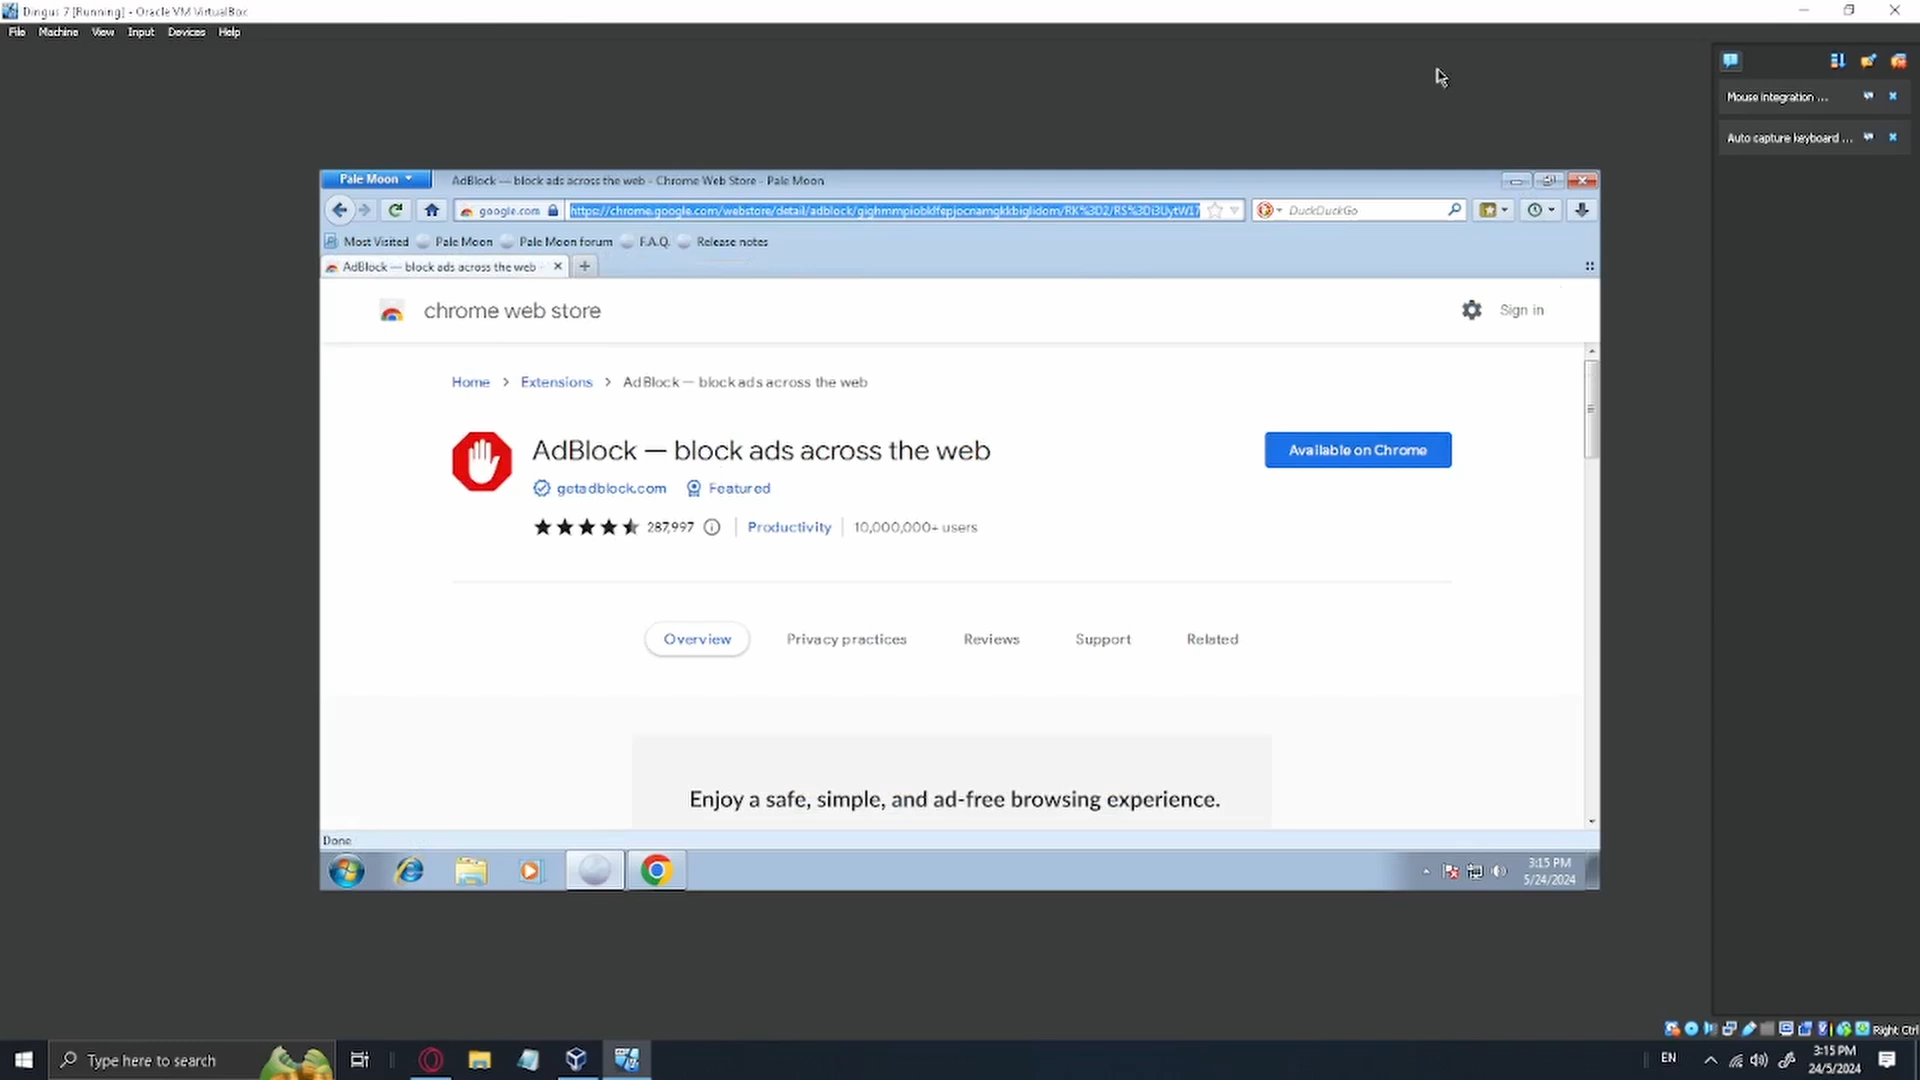 Dingus 7 [Running] - Oracle VM VirtualBox
File Machine View Input Devices Help
Mouse integration ...
Auto capture keyboard ...
Pale Moon
AdBlock — block ads across the web - Chrome Web Store - Pale Moon
google.com
DuckDuckGo
Most Visited Pale Moon Pale Moon forum F.A.Q. Release notes
AdBlock — block ads across the web
chrome web store
Sign in
Home > Extensions > AdBlock — block ads across the web
AdBlock — block ads across the web
Available on Chrome
getadblock.com Featured
287,997 Productivity 10,000,000+ users
Overview Privacy practices Reviews Support Related
Enjoy a safe, simple, and ad-free browsing experience.
Done
3:15 PM
5/24/2024
Right Ctrl
Type here to search
EN
3:15 PM
24/5/2024